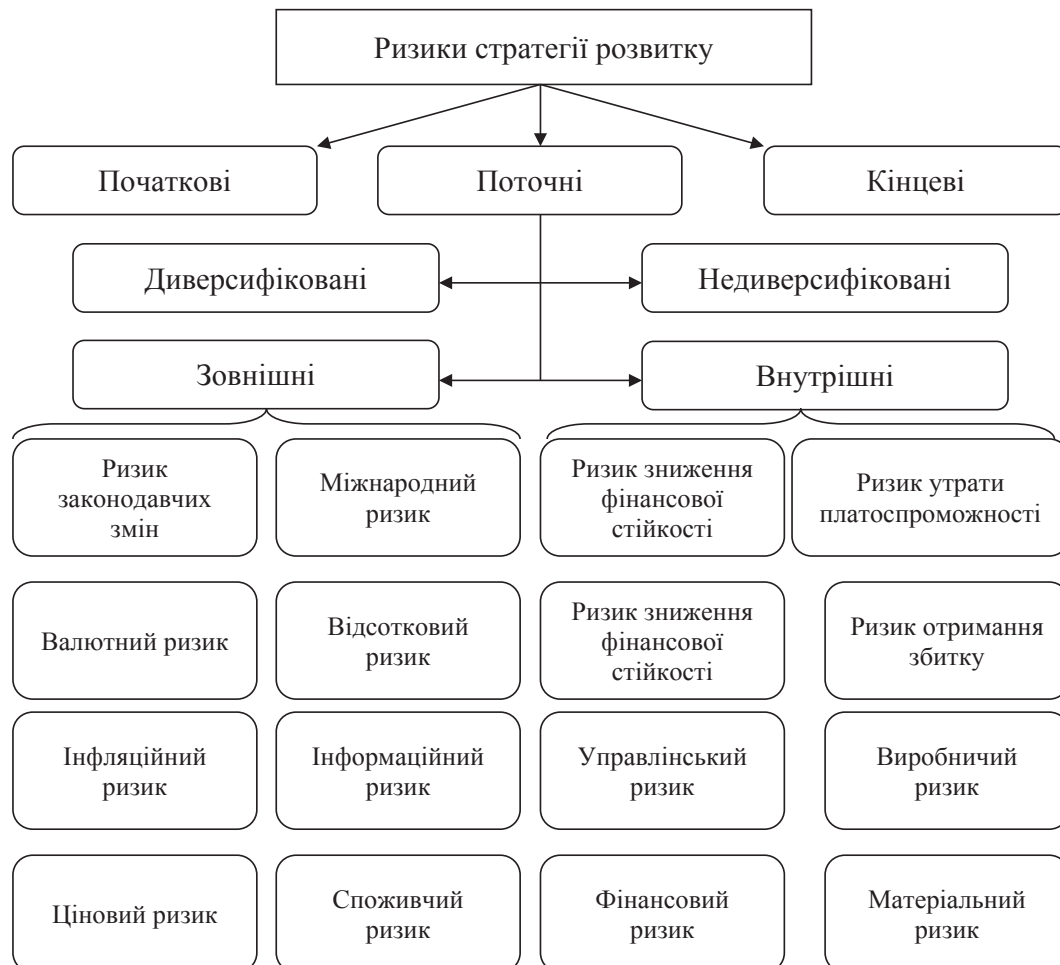 Ризики стратегії розвитку
Початкові
Поточні
Кінцеві
Диверсифіковані
Недиверсифіковані
Зовнішні
Внутрішні
Ризик
законодавчих
змін
Міжнародний
ризик
Ризик зниження
фінансової
стійкості
Ризик утрати
платоспроможності
Валютний ризик
Відсотковий
ризик
Ризик зниження
фінансової
стійкості
Ризик отримання
збитку
Інфляційний
ризик
Інформаційний
ризик
Управлінський
ризик
Виробничий
ризик
Ціновий ризик
Споживчий
ризик
Фінансовий
ризик
Матеріальний
ризик